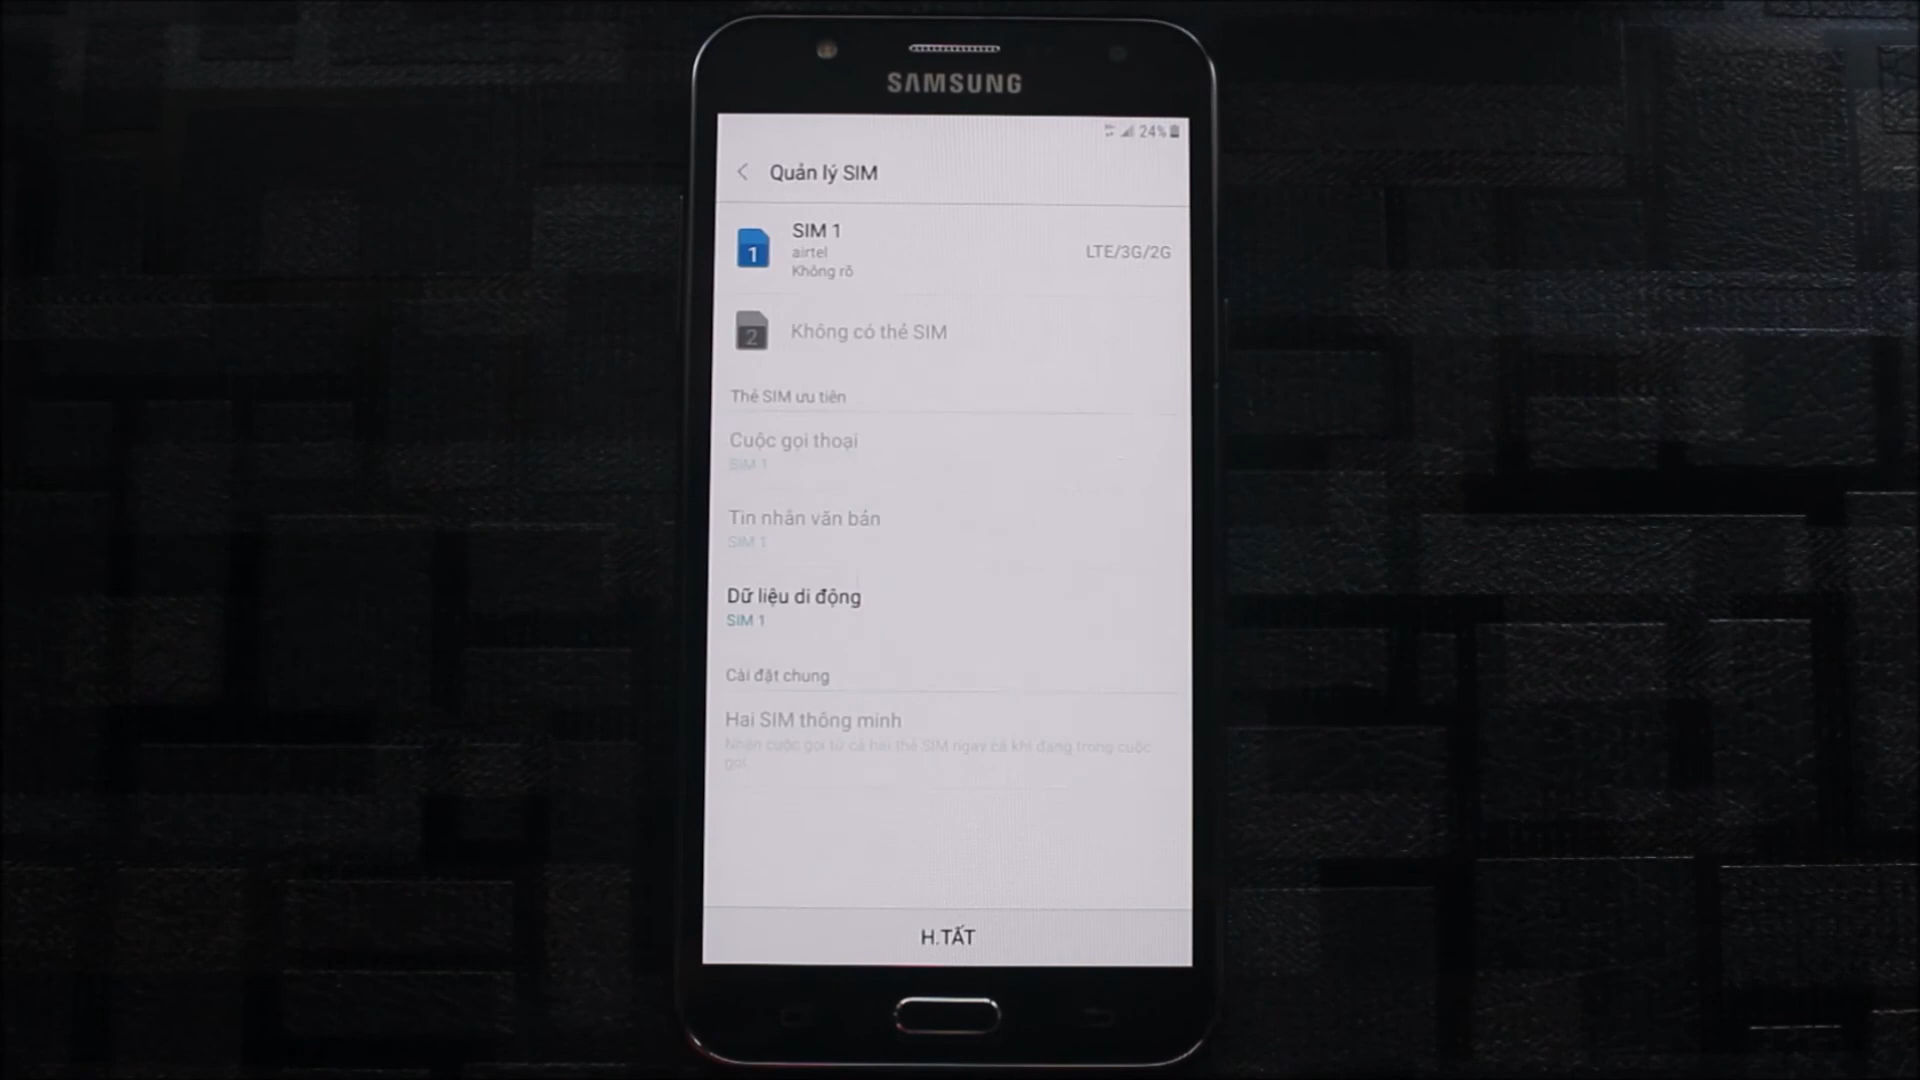 SAMSUNG
24%
Quản lý SIM
1
SIM 1
airtel
Không rõ
LTE/3G/2G
2
Không có thẻ SIM
Thẻ SIM ưu tiên
Cuộc gọi thoại
SIM 1
Tin nhắn văn bản
SIM 1
Dữ liệu di động
SIM 1
Cài đặt chung
Hai SIM thông minh
Nhận cuộc gọi từ cả hai thẻ SIM ngay cả khi đang trong cuộc
gọi.
H.TẤT